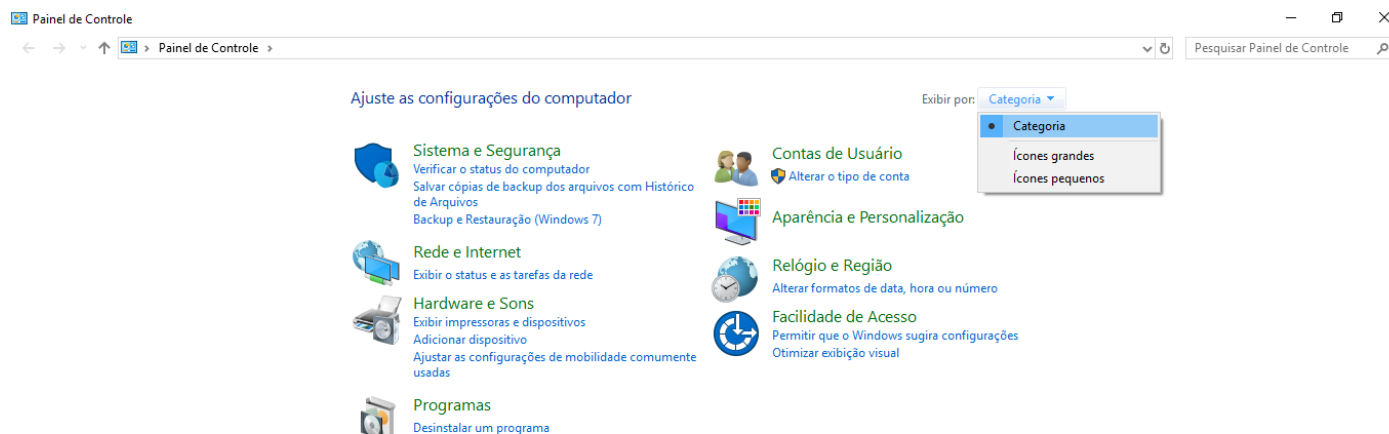 Painel de Controle
Painel de Controle
Pesquisar Painel de Controle
Ajuste as configurações do computador
Exibir por: Categoria
Categoria
Ícones grandes
Ícones pequenos
Sistema e Segurança
Verificar o status do computador
Salvar cópias de backup dos arquivos com Histórico
de Arquivos
Backup e Restauração (Windows 7)
Rede e Internet
Exibir o status e as tarefas da rede
Hardware e Sons
Exibir impressoras e dispositivos
Adicionar dispositivo
Ajustar as configurações de mobilidade comumente
usadas
Programas
Desinstalar um programa
Contas de Usuário
Alterar o tipo de conta
Aparência e Personalização
Relógio e Região
Alterar formatos de data, hora ou número
Facilidade de Acesso
Permitir que o Windows sugira configurações
Otimizar exibição visual